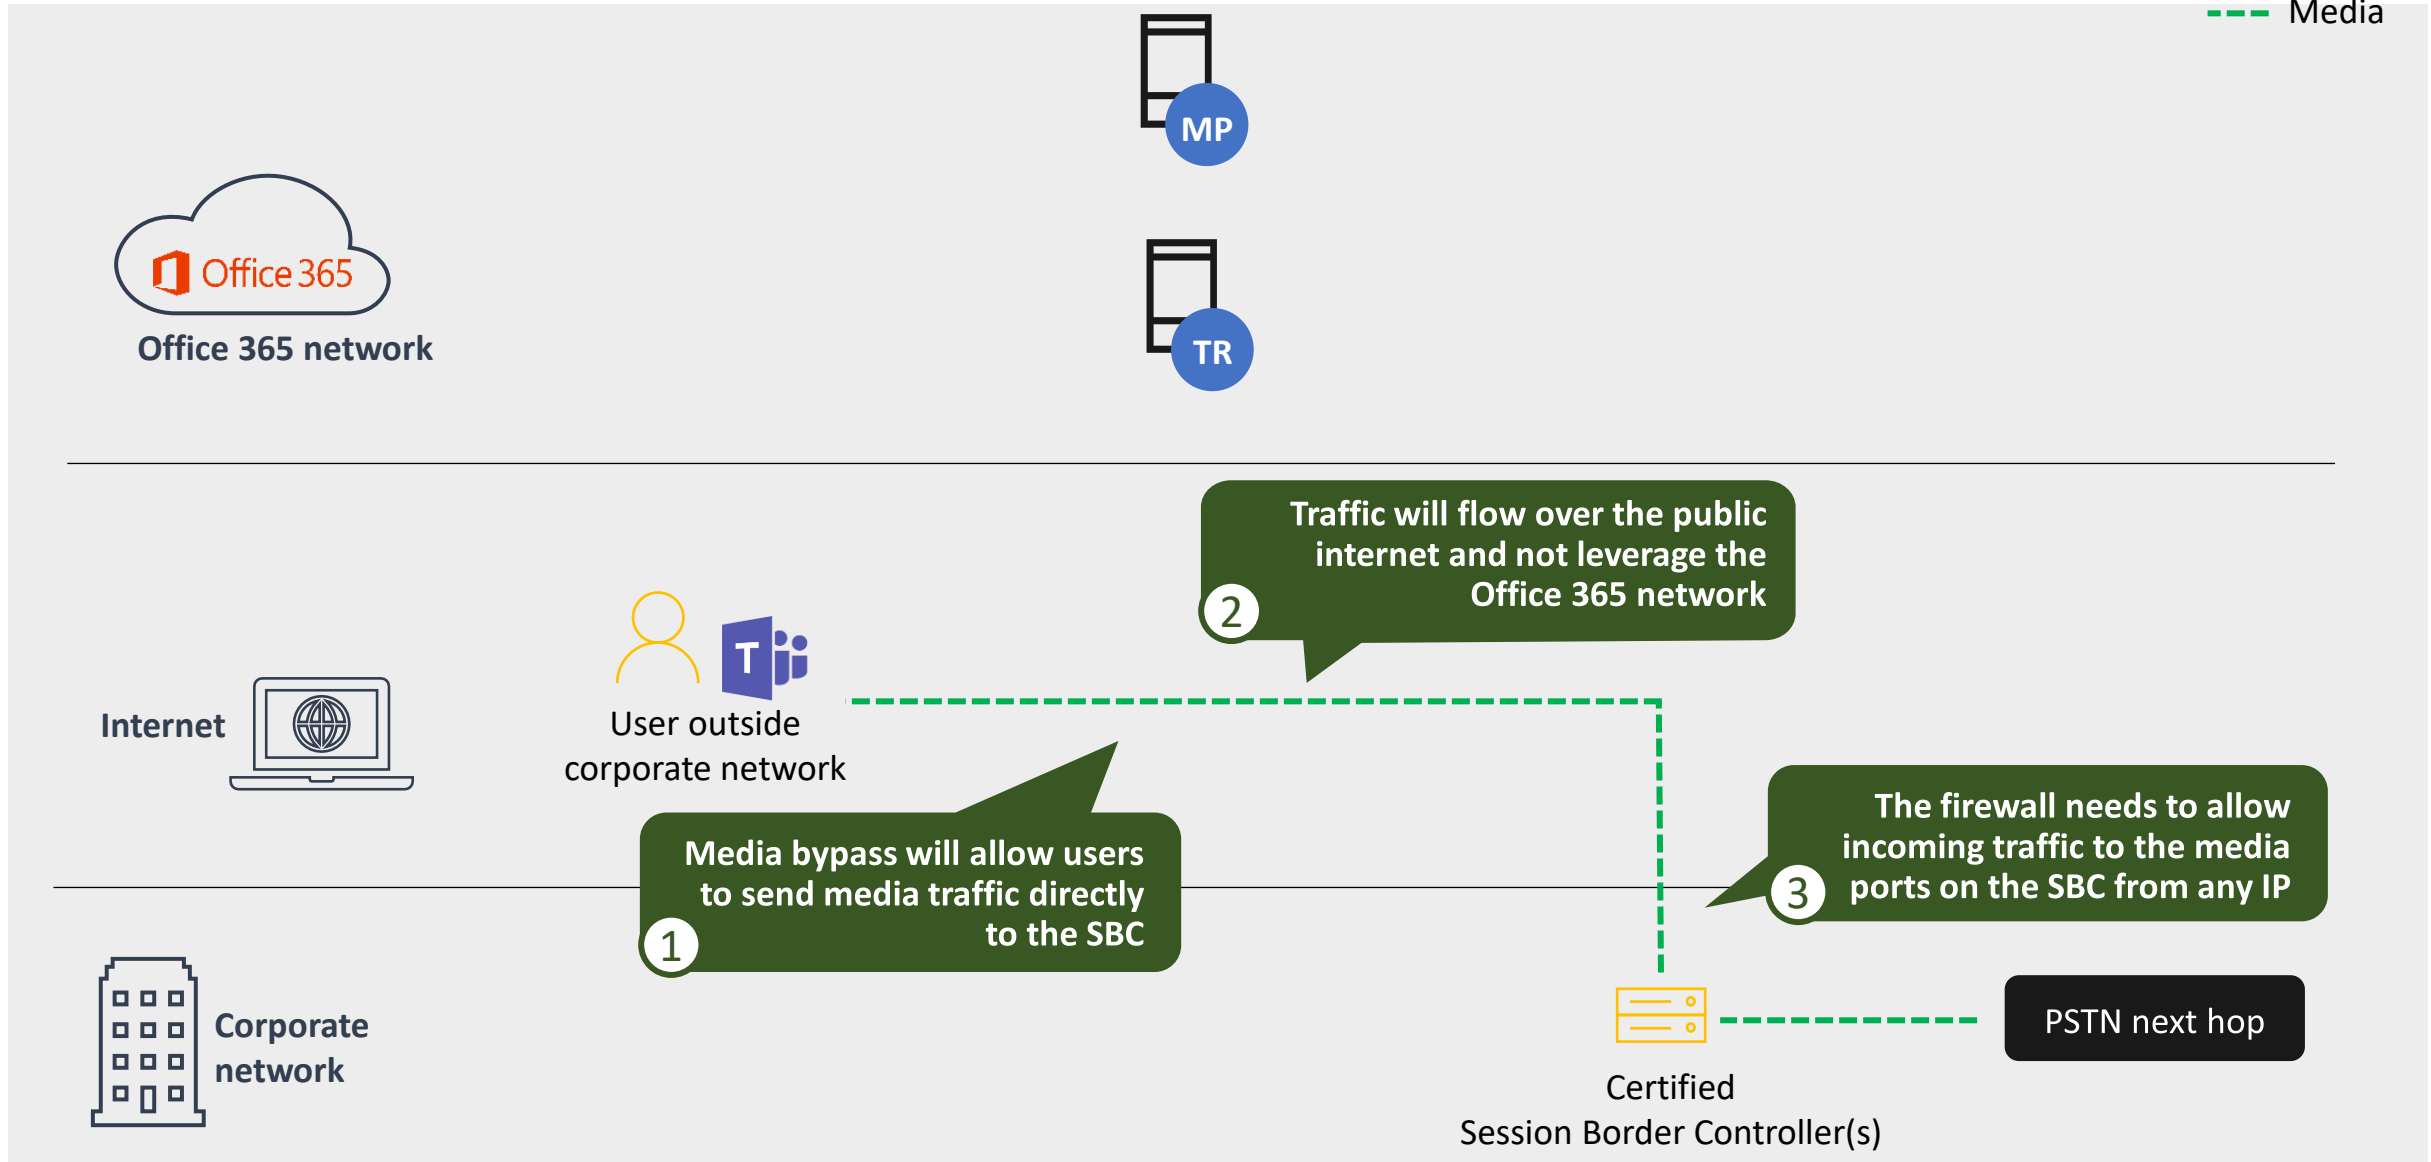 Media
MP
Office 365
Office 365 network
TR
Traffic will flow over the public
internet and not leverage the
Office 365 network
2
T
User outside
corporate network
Internet
The firewall needs to allow
incoming traffic to the media
ports on the SBC from any IP
3
Media bypass will allow users
to send media traffic directly
to the SBC
1
Corporate
network
PSTN next hop
Certified
Session Border Controller(s)